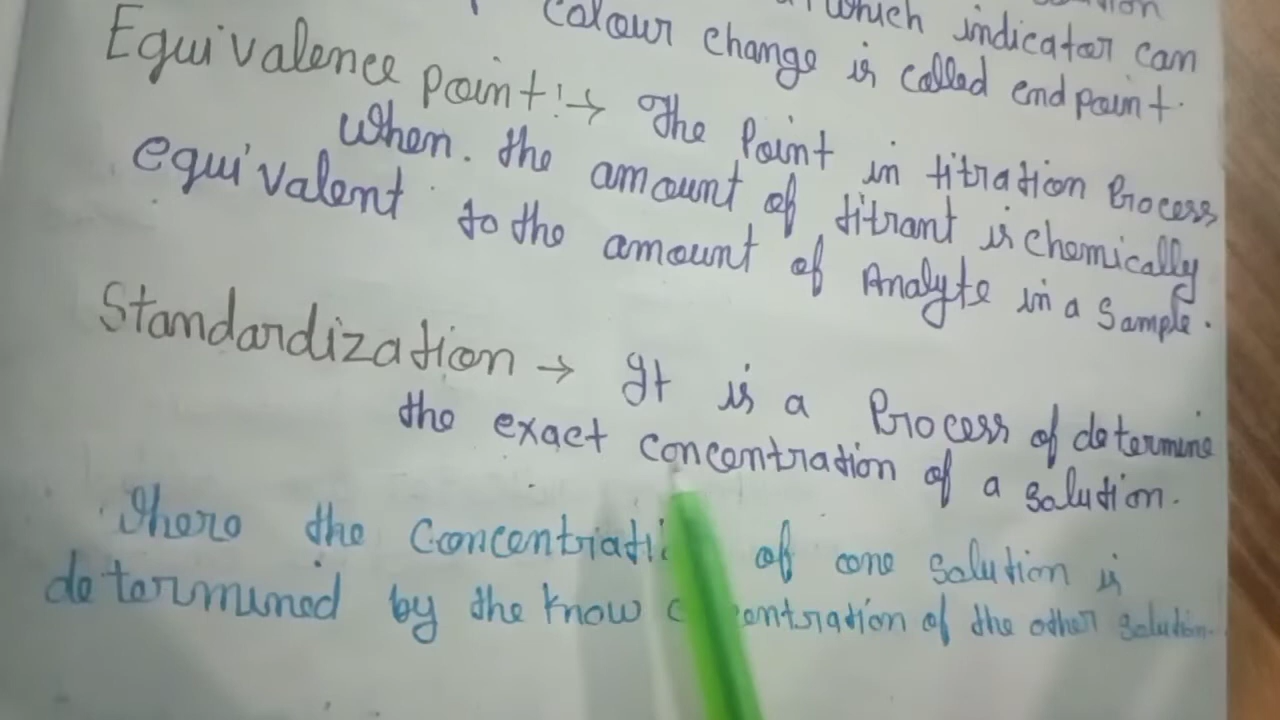 which indicator can
Colour change is called end point.
Equivalence point:→ The Point in titration Process
When. the amount of titrant is chemically
equivalent to the amount of Analyte in a Sample.
Standardization → It is a Process of determine
the exact concentration of a solution.
the Concentrati of one solution is
determined by the know entration of the other solution.